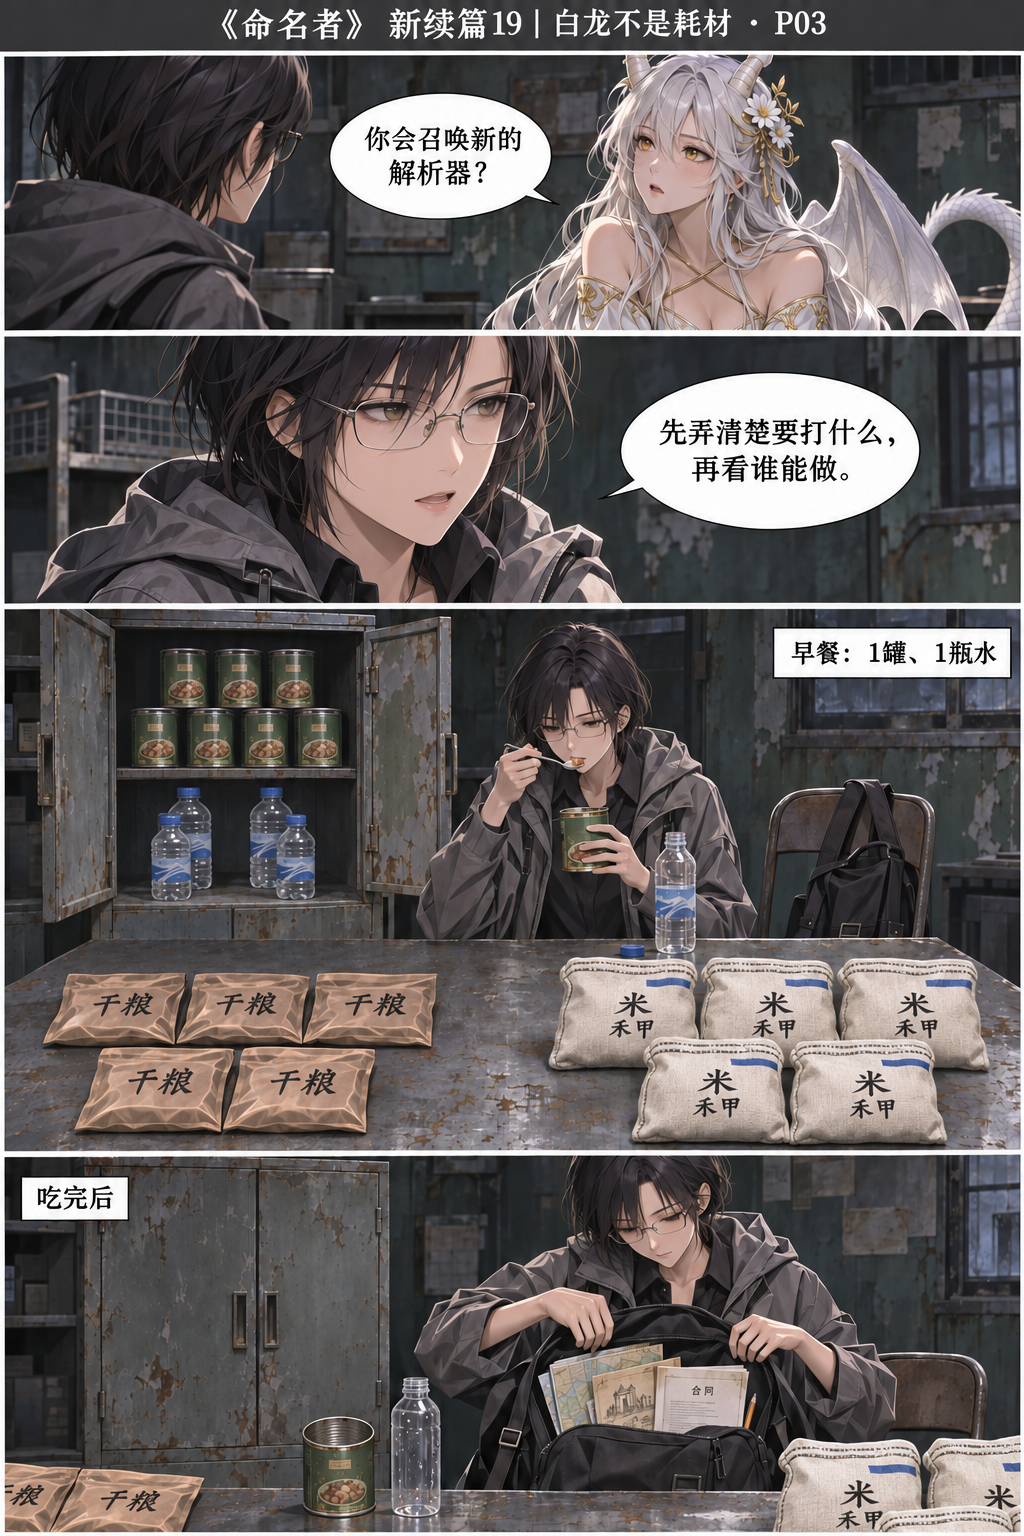 《命名者》 新续篇19 | 白龙不是耗材 · P03
你会召唤新的
解析器？
先弄清楚要打什么，
再看谁能做。
早餐：1罐、1瓶水
干粮
干粮
干粮
干粮
干粮
米
禾甲
米
禾甲
米
禾甲
米
禾甲
米
禾甲
吃完后
合同
干粮
干粮
米
禾甲
米